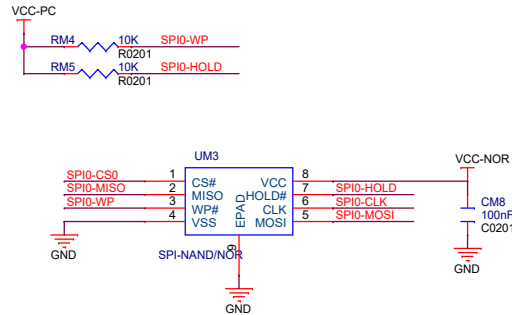 VCC-PC
RM4 10K SPI0-WP
R0201
RM5 10K SPI0-HOLD
R0201
UM3
VCC-NOR
SPI0-CS0 1 CS# VCC 8
SPI0-MISO 2 MISO HOLD# 7 SPI0-HOLD
SPI0-WP 3 WP# CLK 6 SPI0-CLK
4 VSS MOSI 5 SPI0-MOSI
EPAD
9
CM8
100nF
C0201
GND
SPI-NAND/NOR
GND
GND